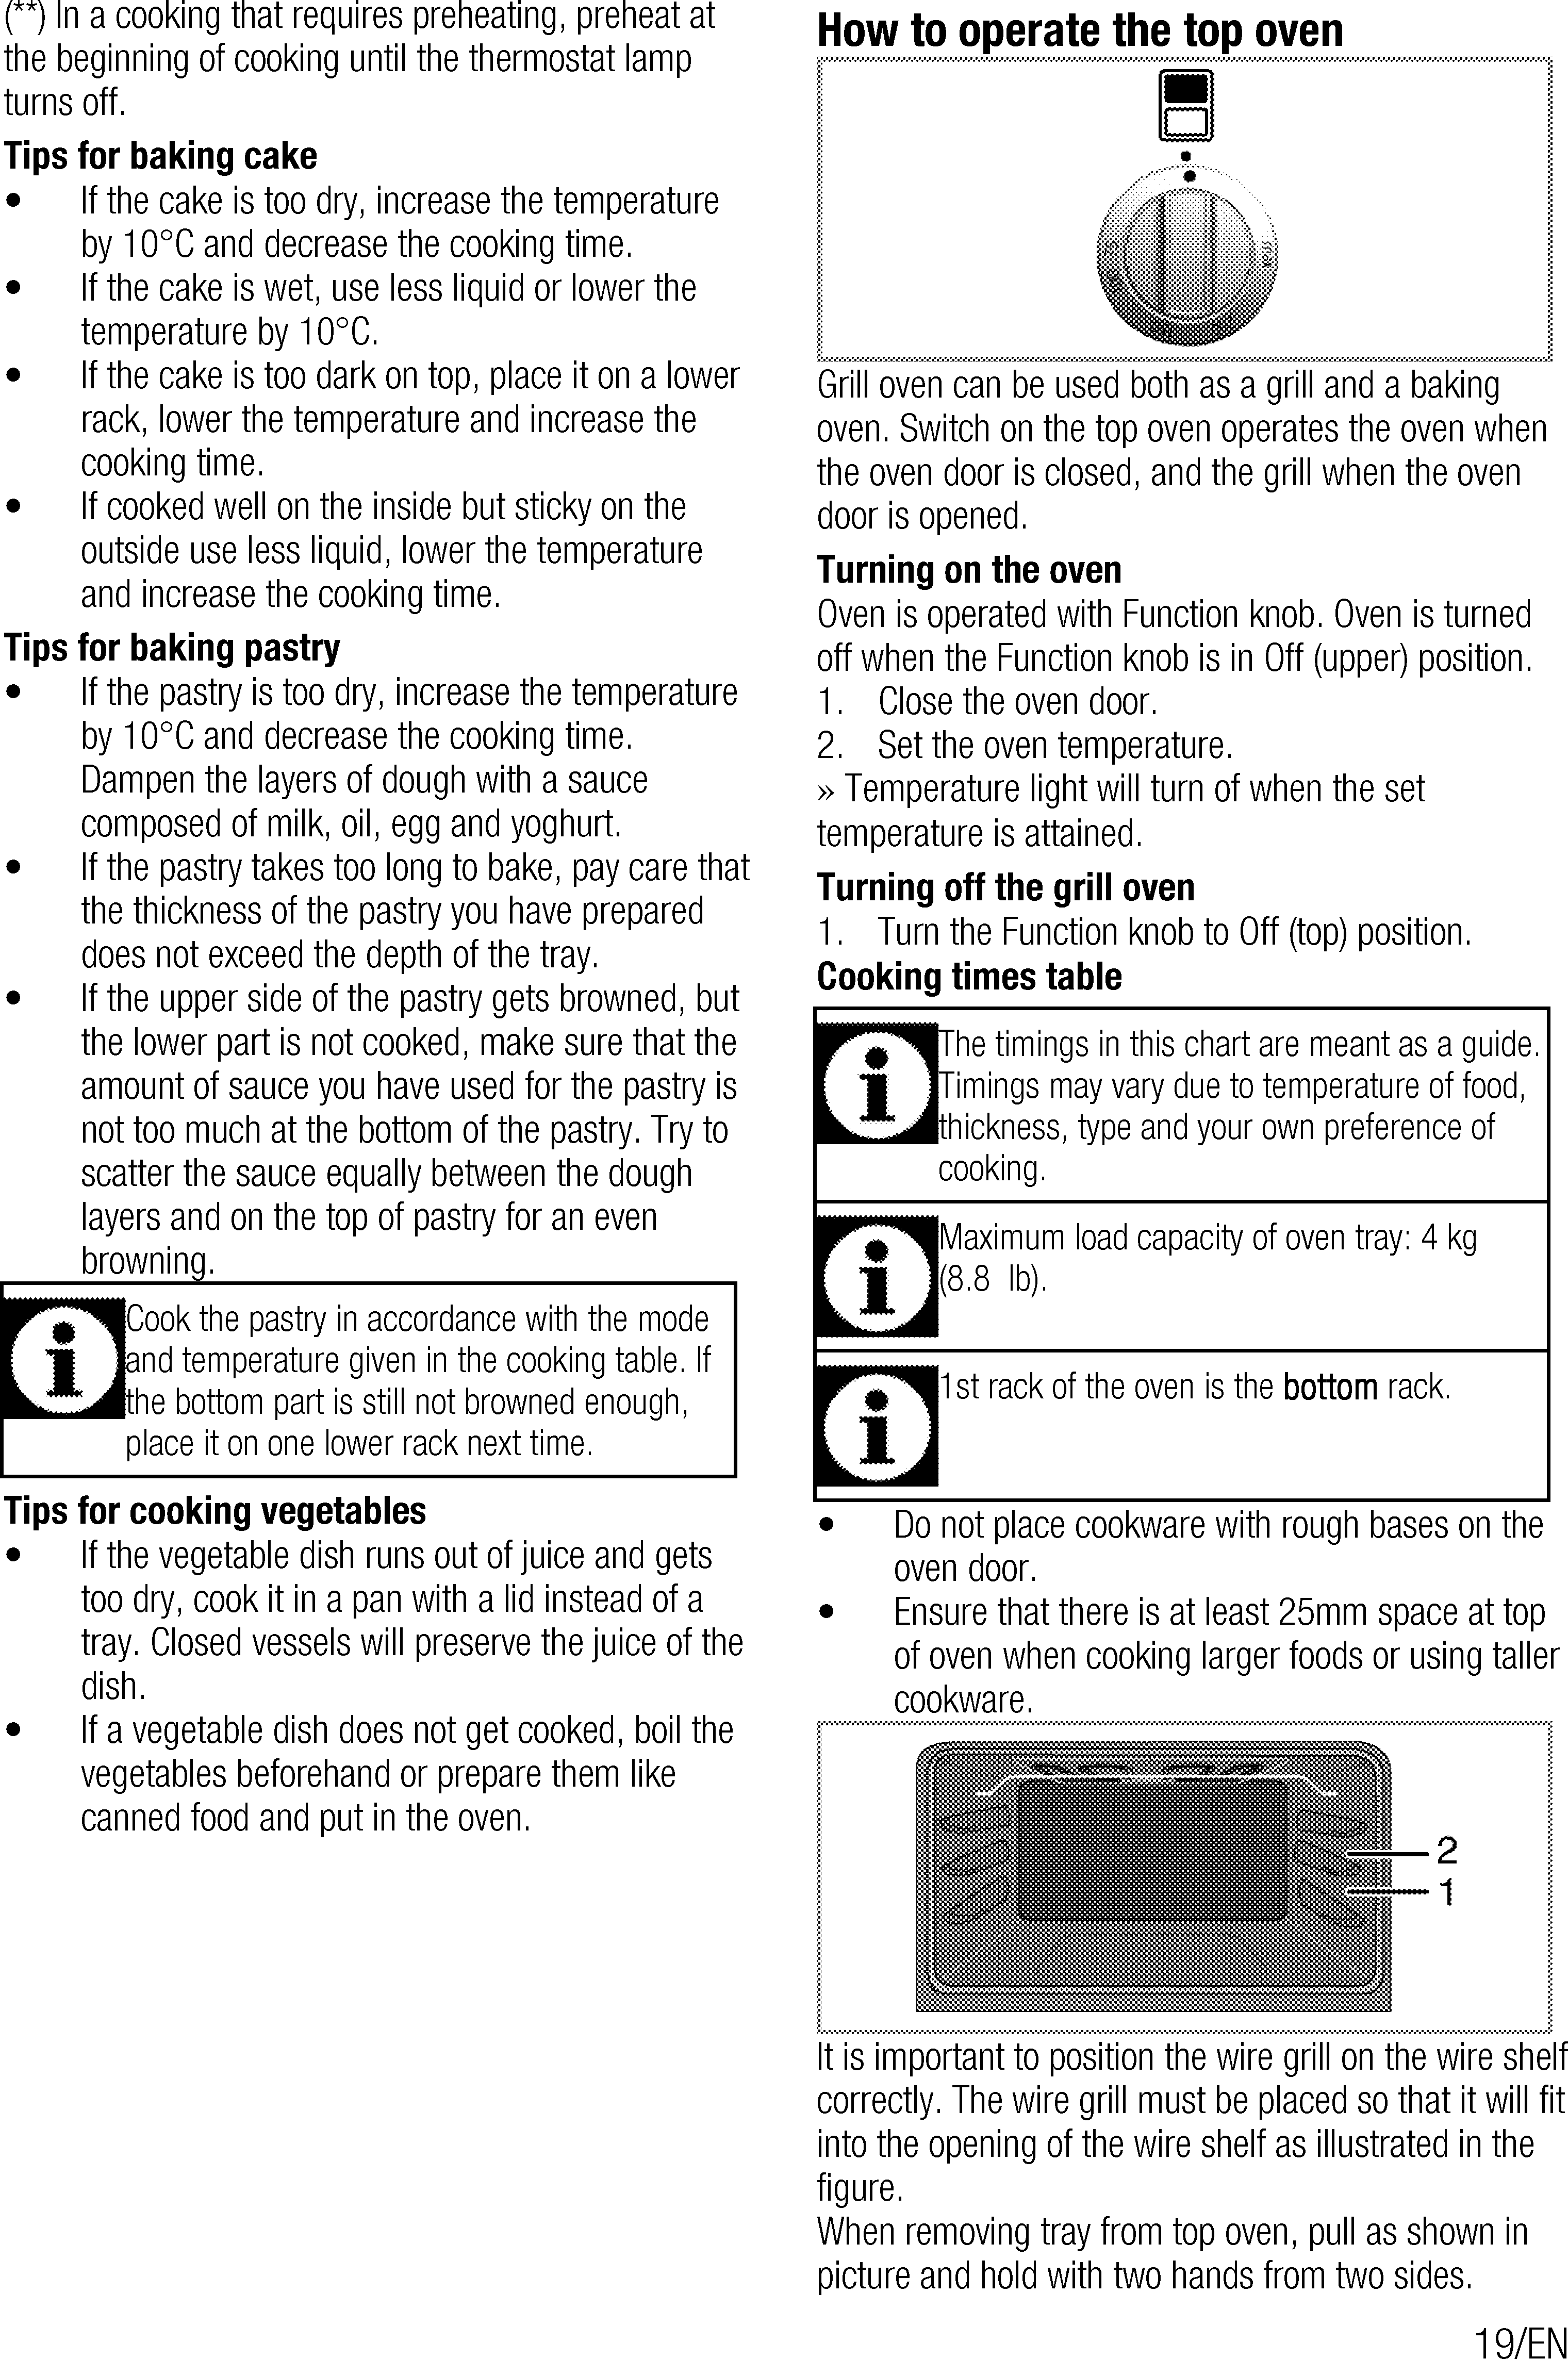 (**) In a cooking that requires preheating, preheat at
the beginning of cooking until the thermostat lamp
turns off.
Tips for baking cake
• If the cake is too dry, increase the temperature
by 10°C and decrease the cooking time.
• If the cake is wet, use less liquid or lower the
temperature by 10°C.
• If the cake is too dark on top, place it on a lower
rack, lower the temperature and increase the
cooking time.
• If cooked well on the inside but sticky on the
outside use less liquid, lower the temperature
and increase the cooking time.
Tips for baking pastry
• If the pastry is too dry, increase the temperature
by 10°C and decrease the cooking time.
Dampen the layers of dough with a sauce
composed of milk, oil, egg and yoghurt.
• If the pastry takes too long to bake, pay care that
the thickness of the pastry you have prepared
does not exceed the depth of the tray.
• If the upper side of the pastry gets browned, but
the lower part is not cooked, make sure that the
amount of sauce you have used for the pastry is
not too much at the bottom of the pastry. Try to
scatter the sauce equally between the dough
layers and on the top of pastry for an even
browning.
Cook the pastry in accordance with the mode
and temperature given in the cooking table. If
the bottom part is still not browned enough,
place it on one lower rack next time.
Tips for cooking vegetables
• If the vegetable dish runs out of juice and gets
too dry, cook it in a pan with a lid instead of a
tray. Closed vessels will preserve the juice of the
dish.
• If a vegetable dish does not get cooked, boil the
vegetables beforehand or prepare them like
canned food and put in the oven.
How to operate the top oven
Grill oven can be used both as a grill and a baking
oven. Switch on the top oven operates the oven when
the oven door is closed, and the grill when the oven
door is opened.
Turning on the oven
Oven is operated with Function knob. Oven is turned
off when the Function knob is in Off (upper) position.
1. Close the oven door.
2. Set the oven temperature.
» Temperature light will turn of when the set
temperature is attained.
Turning off the grill oven
1. Turn the Function knob to Off (top) position.
Cooking times table
The timings in this chart are meant as a guide.
Timings may vary due to temperature of food,
thickness, type and your own preference of
cooking.
Maximum load capacity of oven tray: 4 kg
(8.8 lb).
1st rack of the oven is the bottom rack.
• Do not place cookware with rough bases on the
oven door.
• Ensure that there is at least 25mm space at top
of oven when cooking larger foods or using taller
cookware.
2
1
It is important to position the wire grill on the wire shelf
correctly. The wire grill must be placed so that it will fit
into the opening of the wire shelf as illustrated in the
figure.
When removing tray from top oven, pull as shown in
picture and hold with two hands from two sides.
19/EN